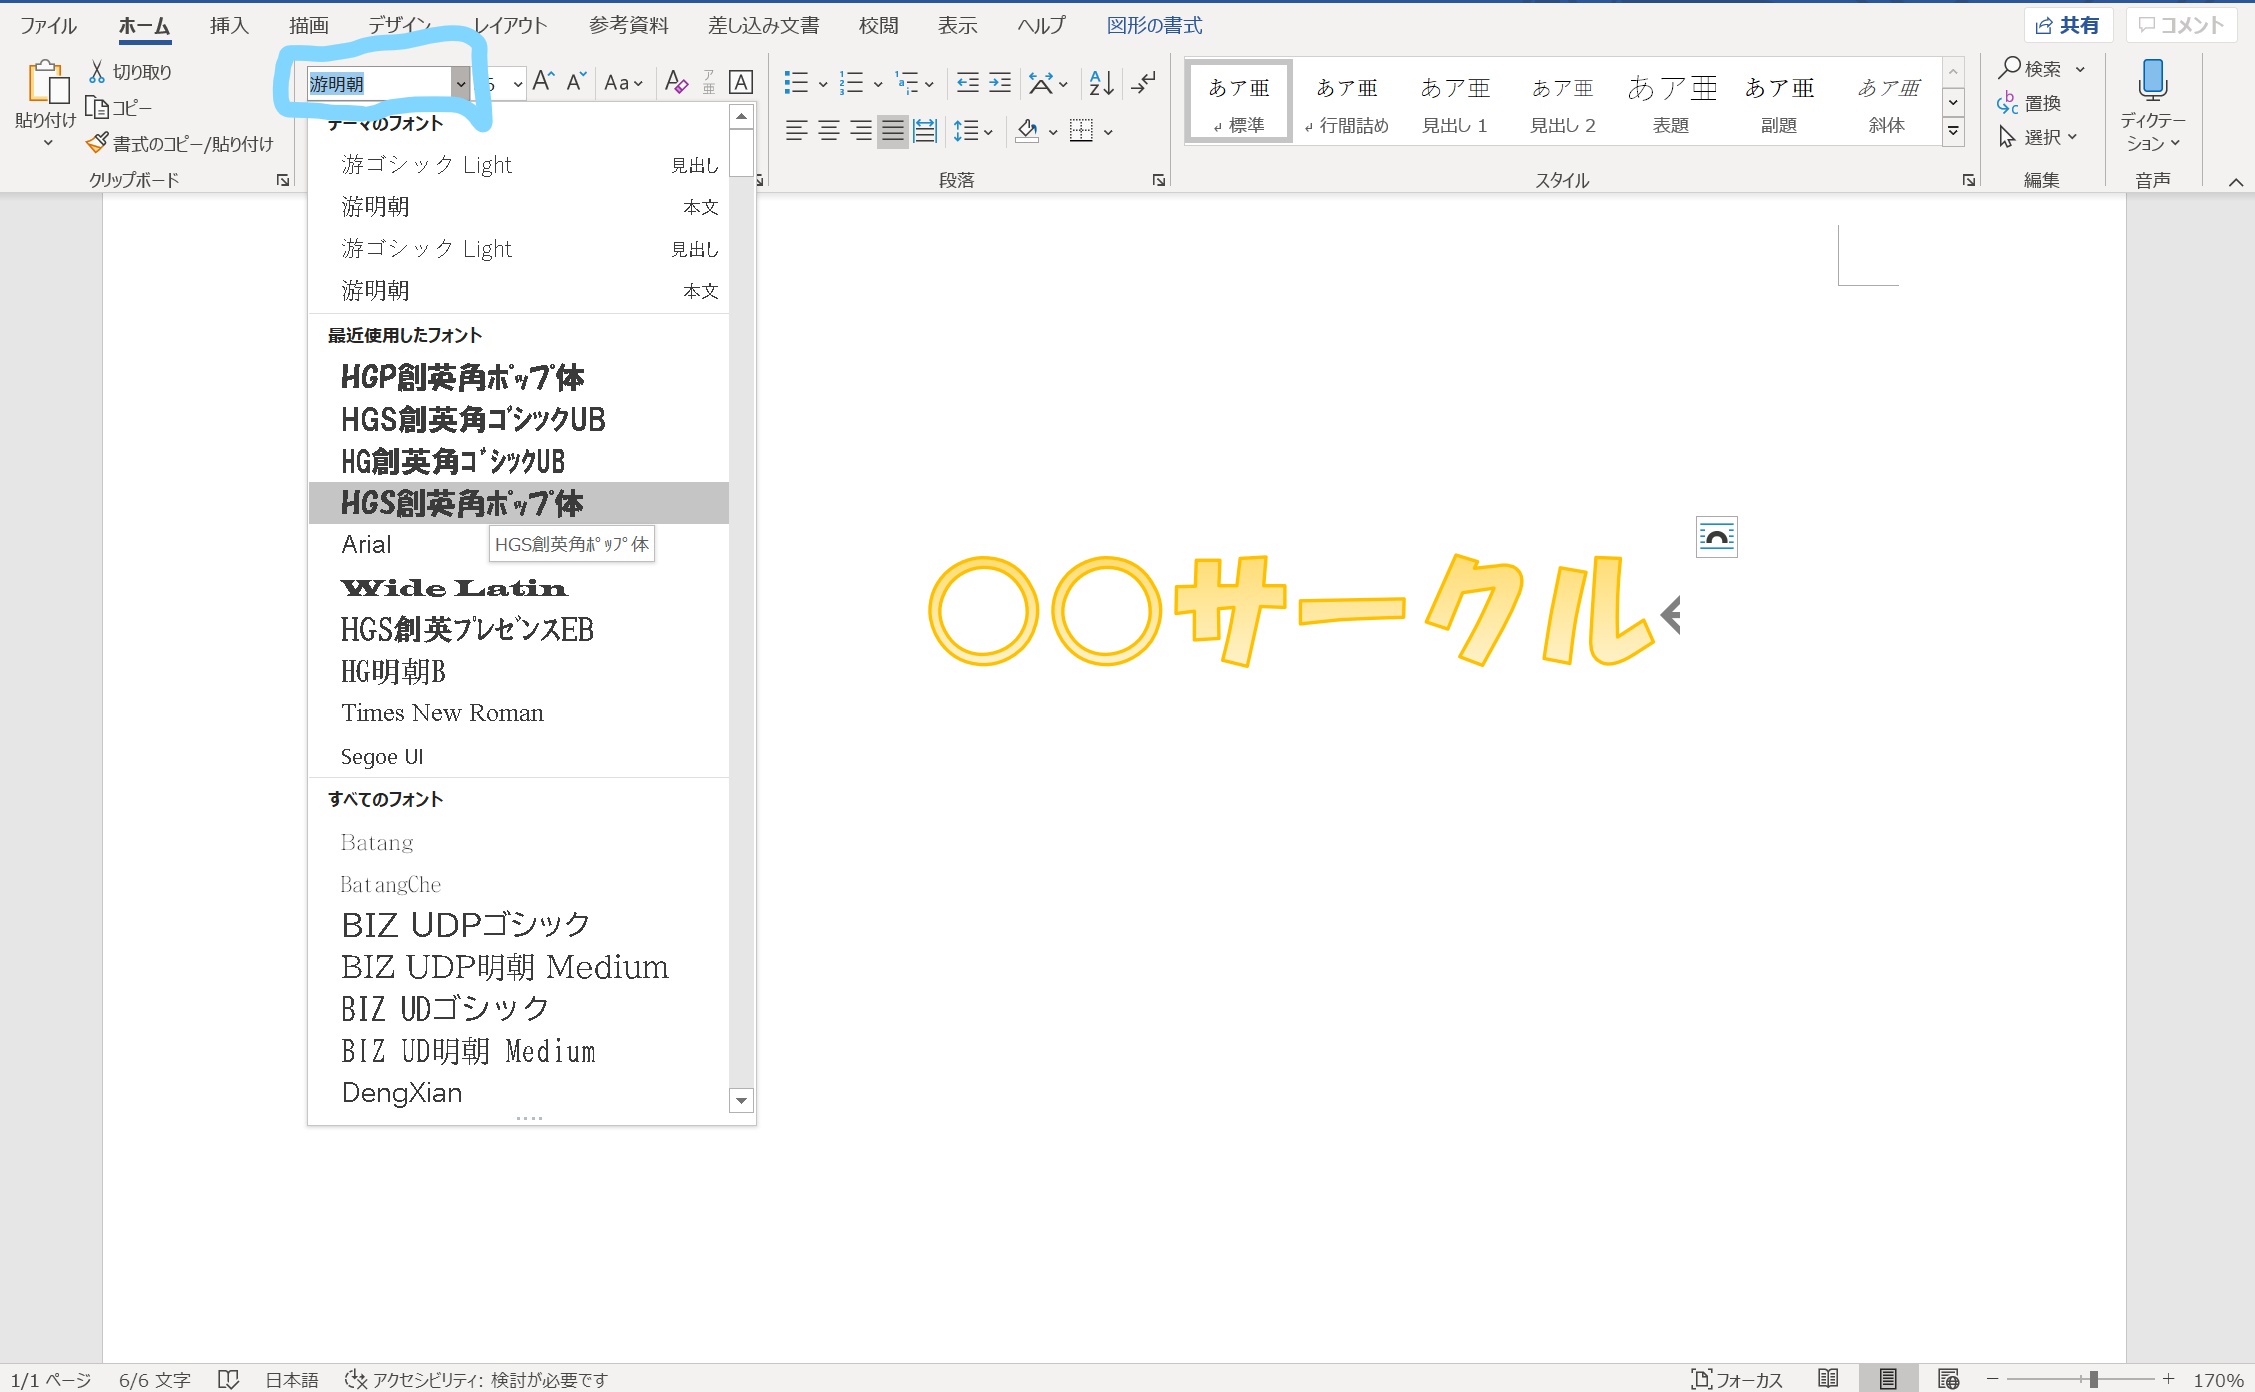 ファイル ホーム 挿入 描画 デザイン レイアウト 参考資料 差し込み文書 校閲 表示 ヘルプ 図形の書式 共有 コメント
貼り付け
切り取り
コピー
書式のコピー/貼り付け
クリップボード
游明朝
Aa
段落
あア亜 あア亜 あア亜 あア亜 あア亜 あア亜 あア亜
標準 行間詰め 見出し 1 見出し 2 表題 副題 斜体
スタイル
検索
置換
選択
編集
ディクテー
ション
音声
テーマのフォント
游ゴシック Light 見出し
游明朝 本文
游ゴシック Light 見出し
游明朝 本文
最近使用したフォント
HGP創英角ﾎﾟｯﾌﾟ体
HGS創英角ｺﾞｼｯｸUB
HG創英角ｺﾞｼｯｸUB
HGS創英角ﾎﾟｯﾌﾟ体
Arial
HGS創英角ﾎﾟｯﾌﾟ体
Wide Latin
HGS創英ﾌﾟﾚｾﾞﾝｽEB
HG明朝B
Times New Roman
Segoe UI
すべてのフォント
Batang
BatangChe
BIZ UDPゴシック
BIZ UDP明朝 Medium
BIZ UDゴシック
BIZ UD明朝 Medium
DengXian
〇〇サークル
1/1 ページ 6/6 文字 日本語 アクセシビリティ: 検討が必要です フォーカス 170%